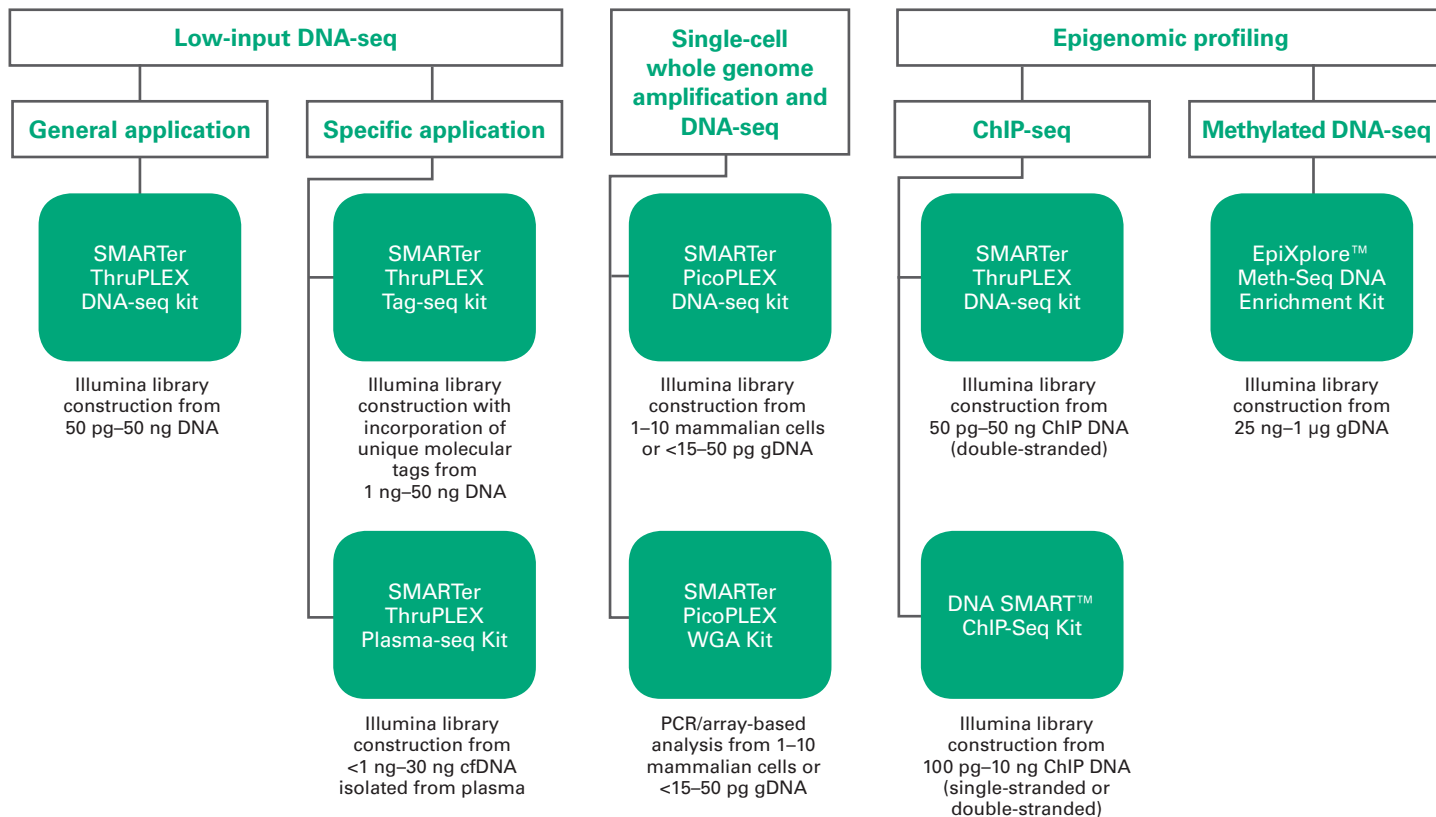 Low-input DNA-seq
General application
SMARTer
ThruPLEX
DNA-seq kit
Illumina library
construction from
50 pg–50 ng DNA
Specific application
SMARTer
ThruPLEX
Tag-seq kit
Illumina library
construction with
incorporation of
unique molecular
tags from
1 ng–50 ng DNA
SMARTer
ThruPLEX
Plasma-seq Kit
Illumina library
construction from
<1 ng–30 ng cfDNA
isolated from plasma
Single-cell
whole genome
amplification and
DNA-seq
SMARTer
PicoPLEX
DNA-seq kit
Illumina library
construction from
1–10 mammalian cells
or <15–50 pg gDNA
SMARTer
PicoPLEX
WGA Kit
PCR/array-based
analysis from 1–10
mammalian cells or
<15–50 pg gDNA
Epigenomic profiling
ChIP-seq
SMARTer
ThruPLEX
DNA-seq kit
Illumina library
construction from
50 pg–50 ng ChIP DNA
(double-stranded)
DNA SMART™
ChIP-Seq Kit
Illumina library
construction from
100 pg–10 ng ChIP DNA
(single-stranded or
double-stranded)
Methylated DNA-seq
EpiXplore™
Meth-Seq DNA
Enrichment Kit
Illumina library
construction from
25 ng–1 µg gDNA